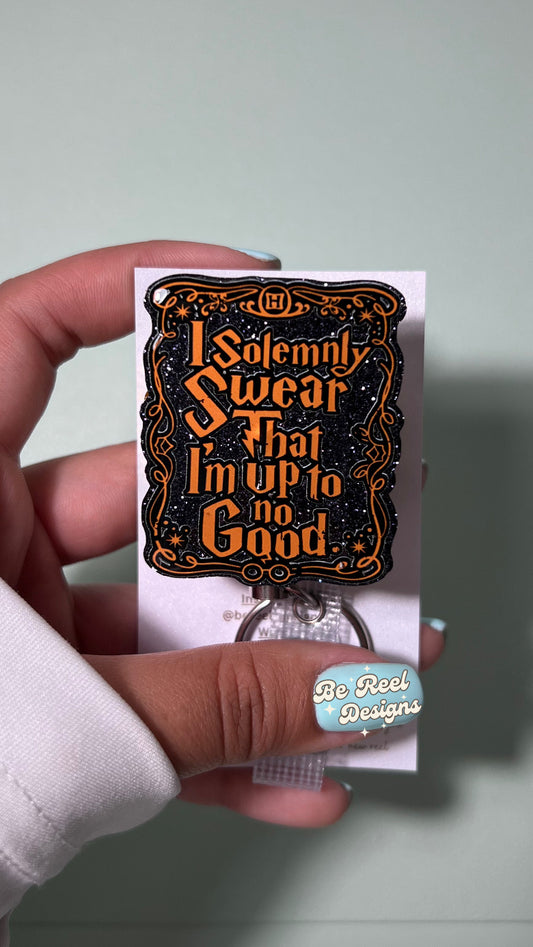 H
I Solemnly
Swear
That
I'm up to
no
Good.
Be Reel
Designs